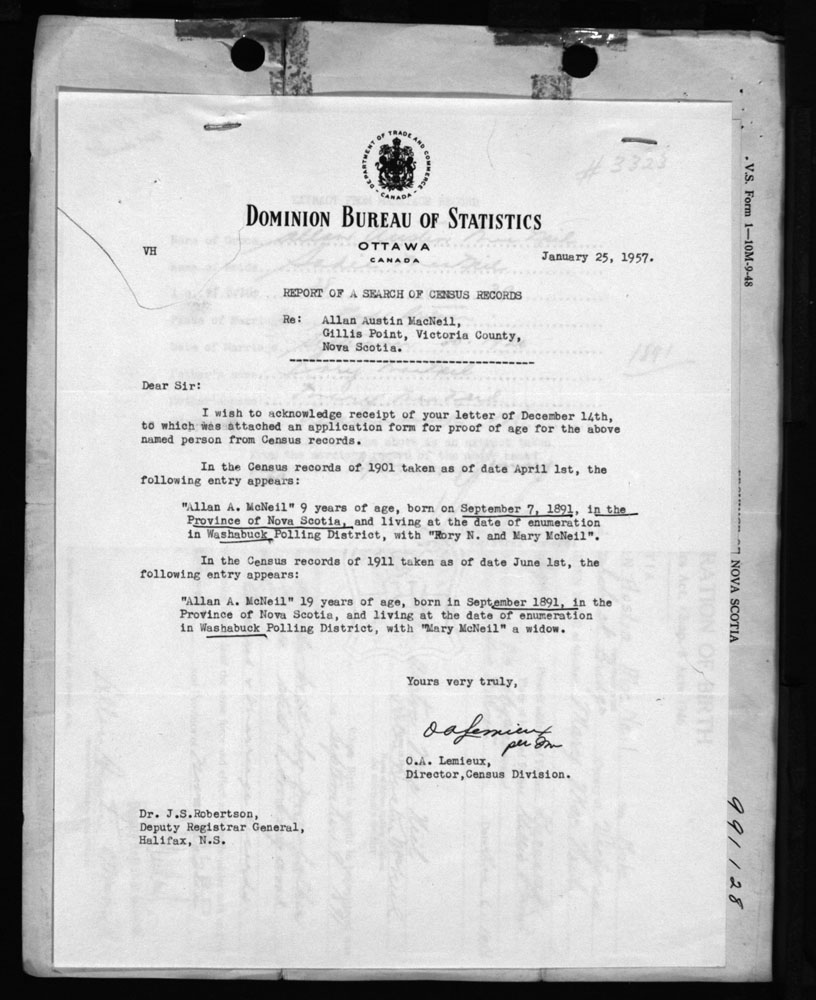 # 3323
DEPARTMENT OF TRADE AND COMMERCE
CANADA
DOMINION BUREAU OF STATISTICS
OTTAWA
CANADA
VH
January 25, 1957.
REPORT OF A SEARCH OF CENSUS RECORDS
Re: Allan Austin MacNeil,
Gillis Point, Victoria County,
Nova Scotia.
1891
Dear Sir:
I wish to acknowledge receipt of your letter of December 14th,
to which was attached an application form for proof of age for the above
named person from Census records.
In the Census records of 1901 taken as of date April 1st, the
following entry appears:
"Allan A. McNeil" 9 years of age, born on September 7, 1891, in the
Province of Nova Scotia, and living at the date of enumeration
in Washabuck Polling District, with "Rory N. and Mary McNeil".
In the Census records of 1911 taken as of date June 1st, the
following entry appears:
"Allan A. McNeil" 19 years of age, born in September 1891, in the
Province of Nova Scotia, and living at the date of enumeration
in Washabuck Polling District, with "Mary McNeil" a widow.
Yours very truly,
O A Lemieux
per
O.A. Lemieux,
Director,Census Division.
Dr. J.S.Robertson,
Deputy Registrar General,
Halifax, N.S.
V.S. Form 1—10M-9-48
NOVA SCOTIA
991128